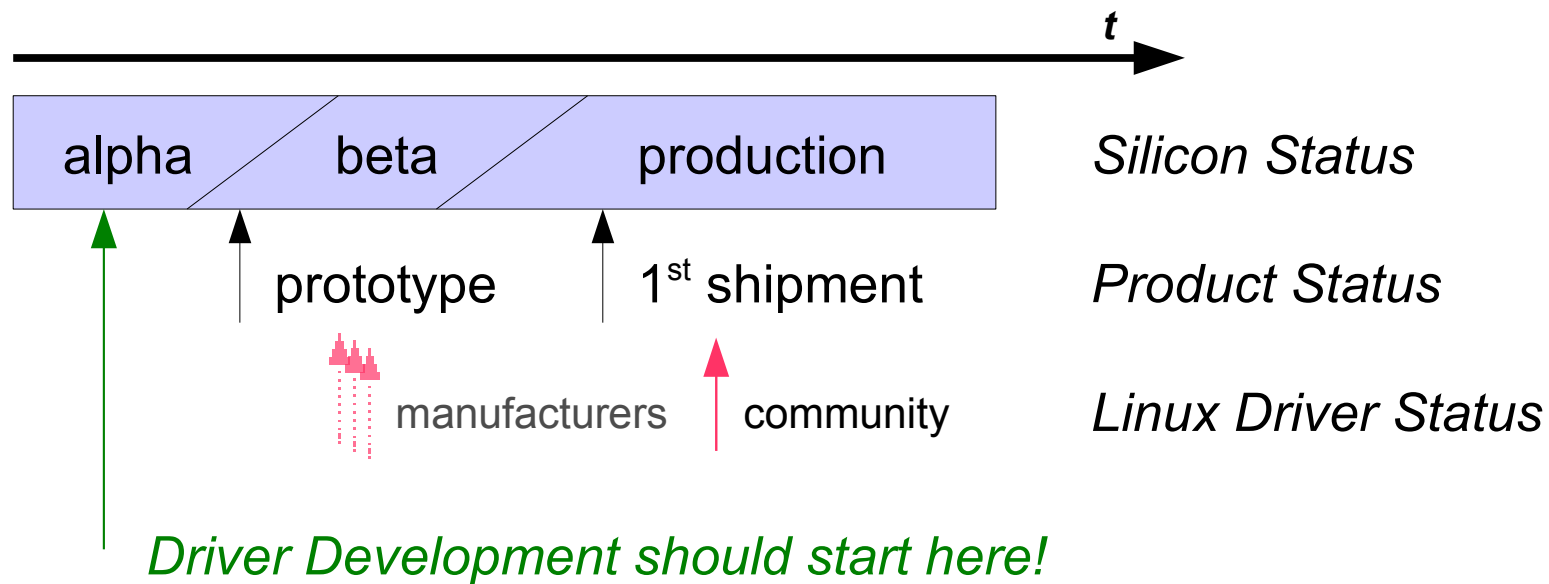 t
alpha beta production Silicon Status
prototype 1st shipment Product Status
manufacturers community Linux Driver Status
Driver Development should start here!